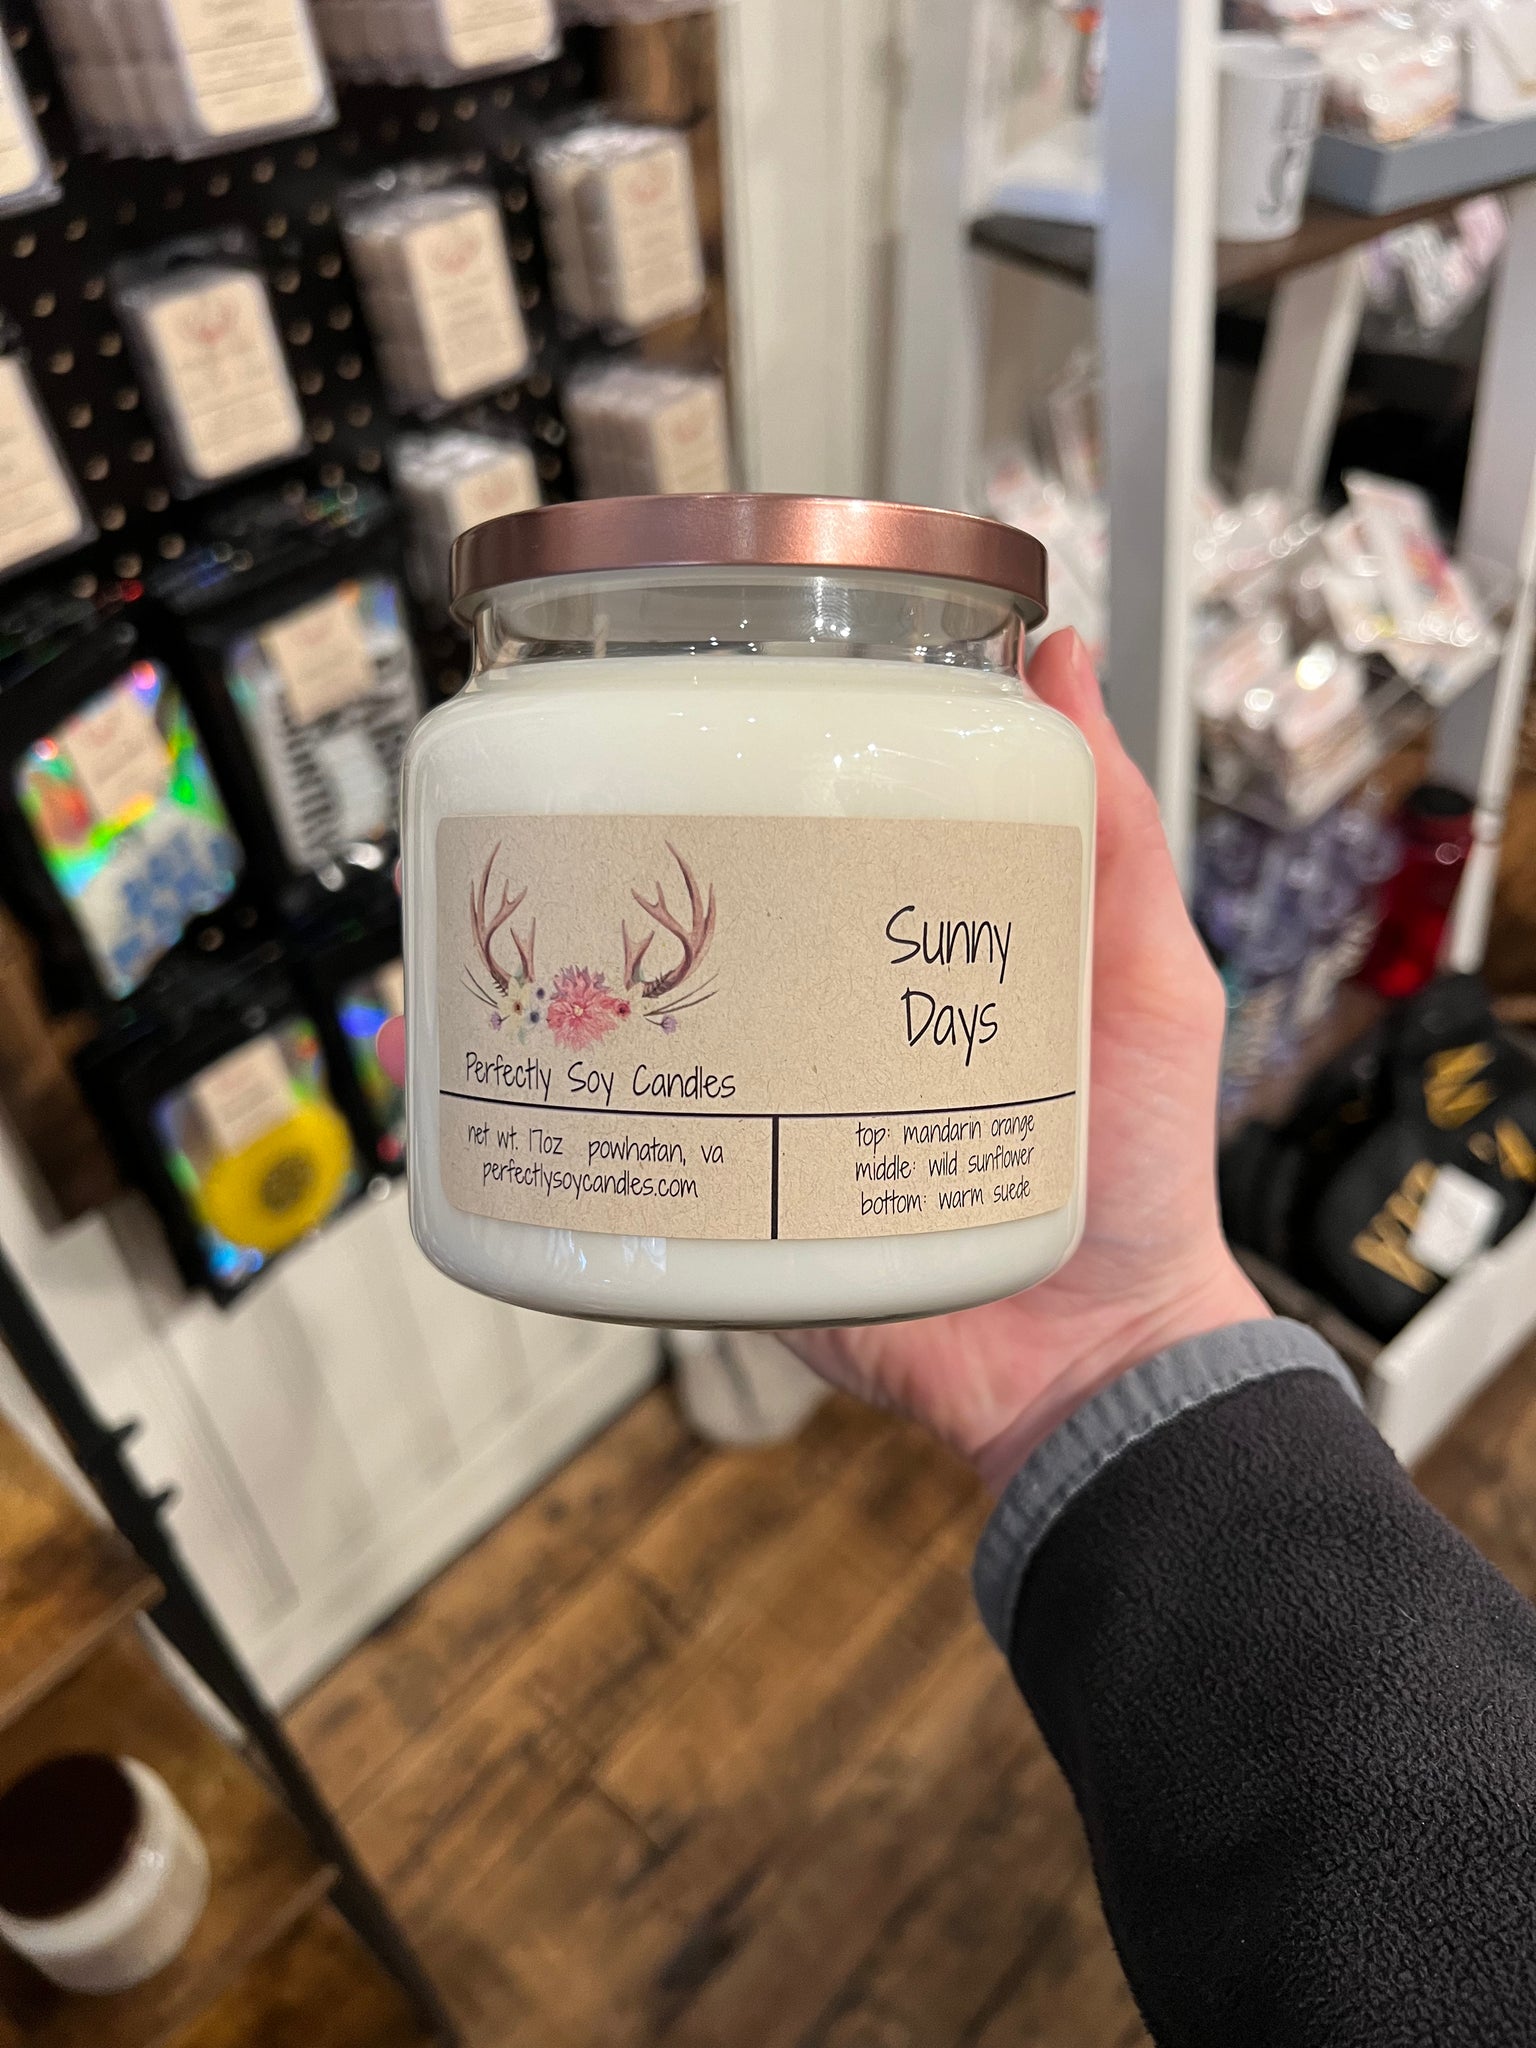 Sunny
Days
Perfectly Soy Candles
net wt. 17oz powhatan, va
perfectlysoycandles.com
top: mandarin orange
middle: wild sunflower
bottom: warm suede